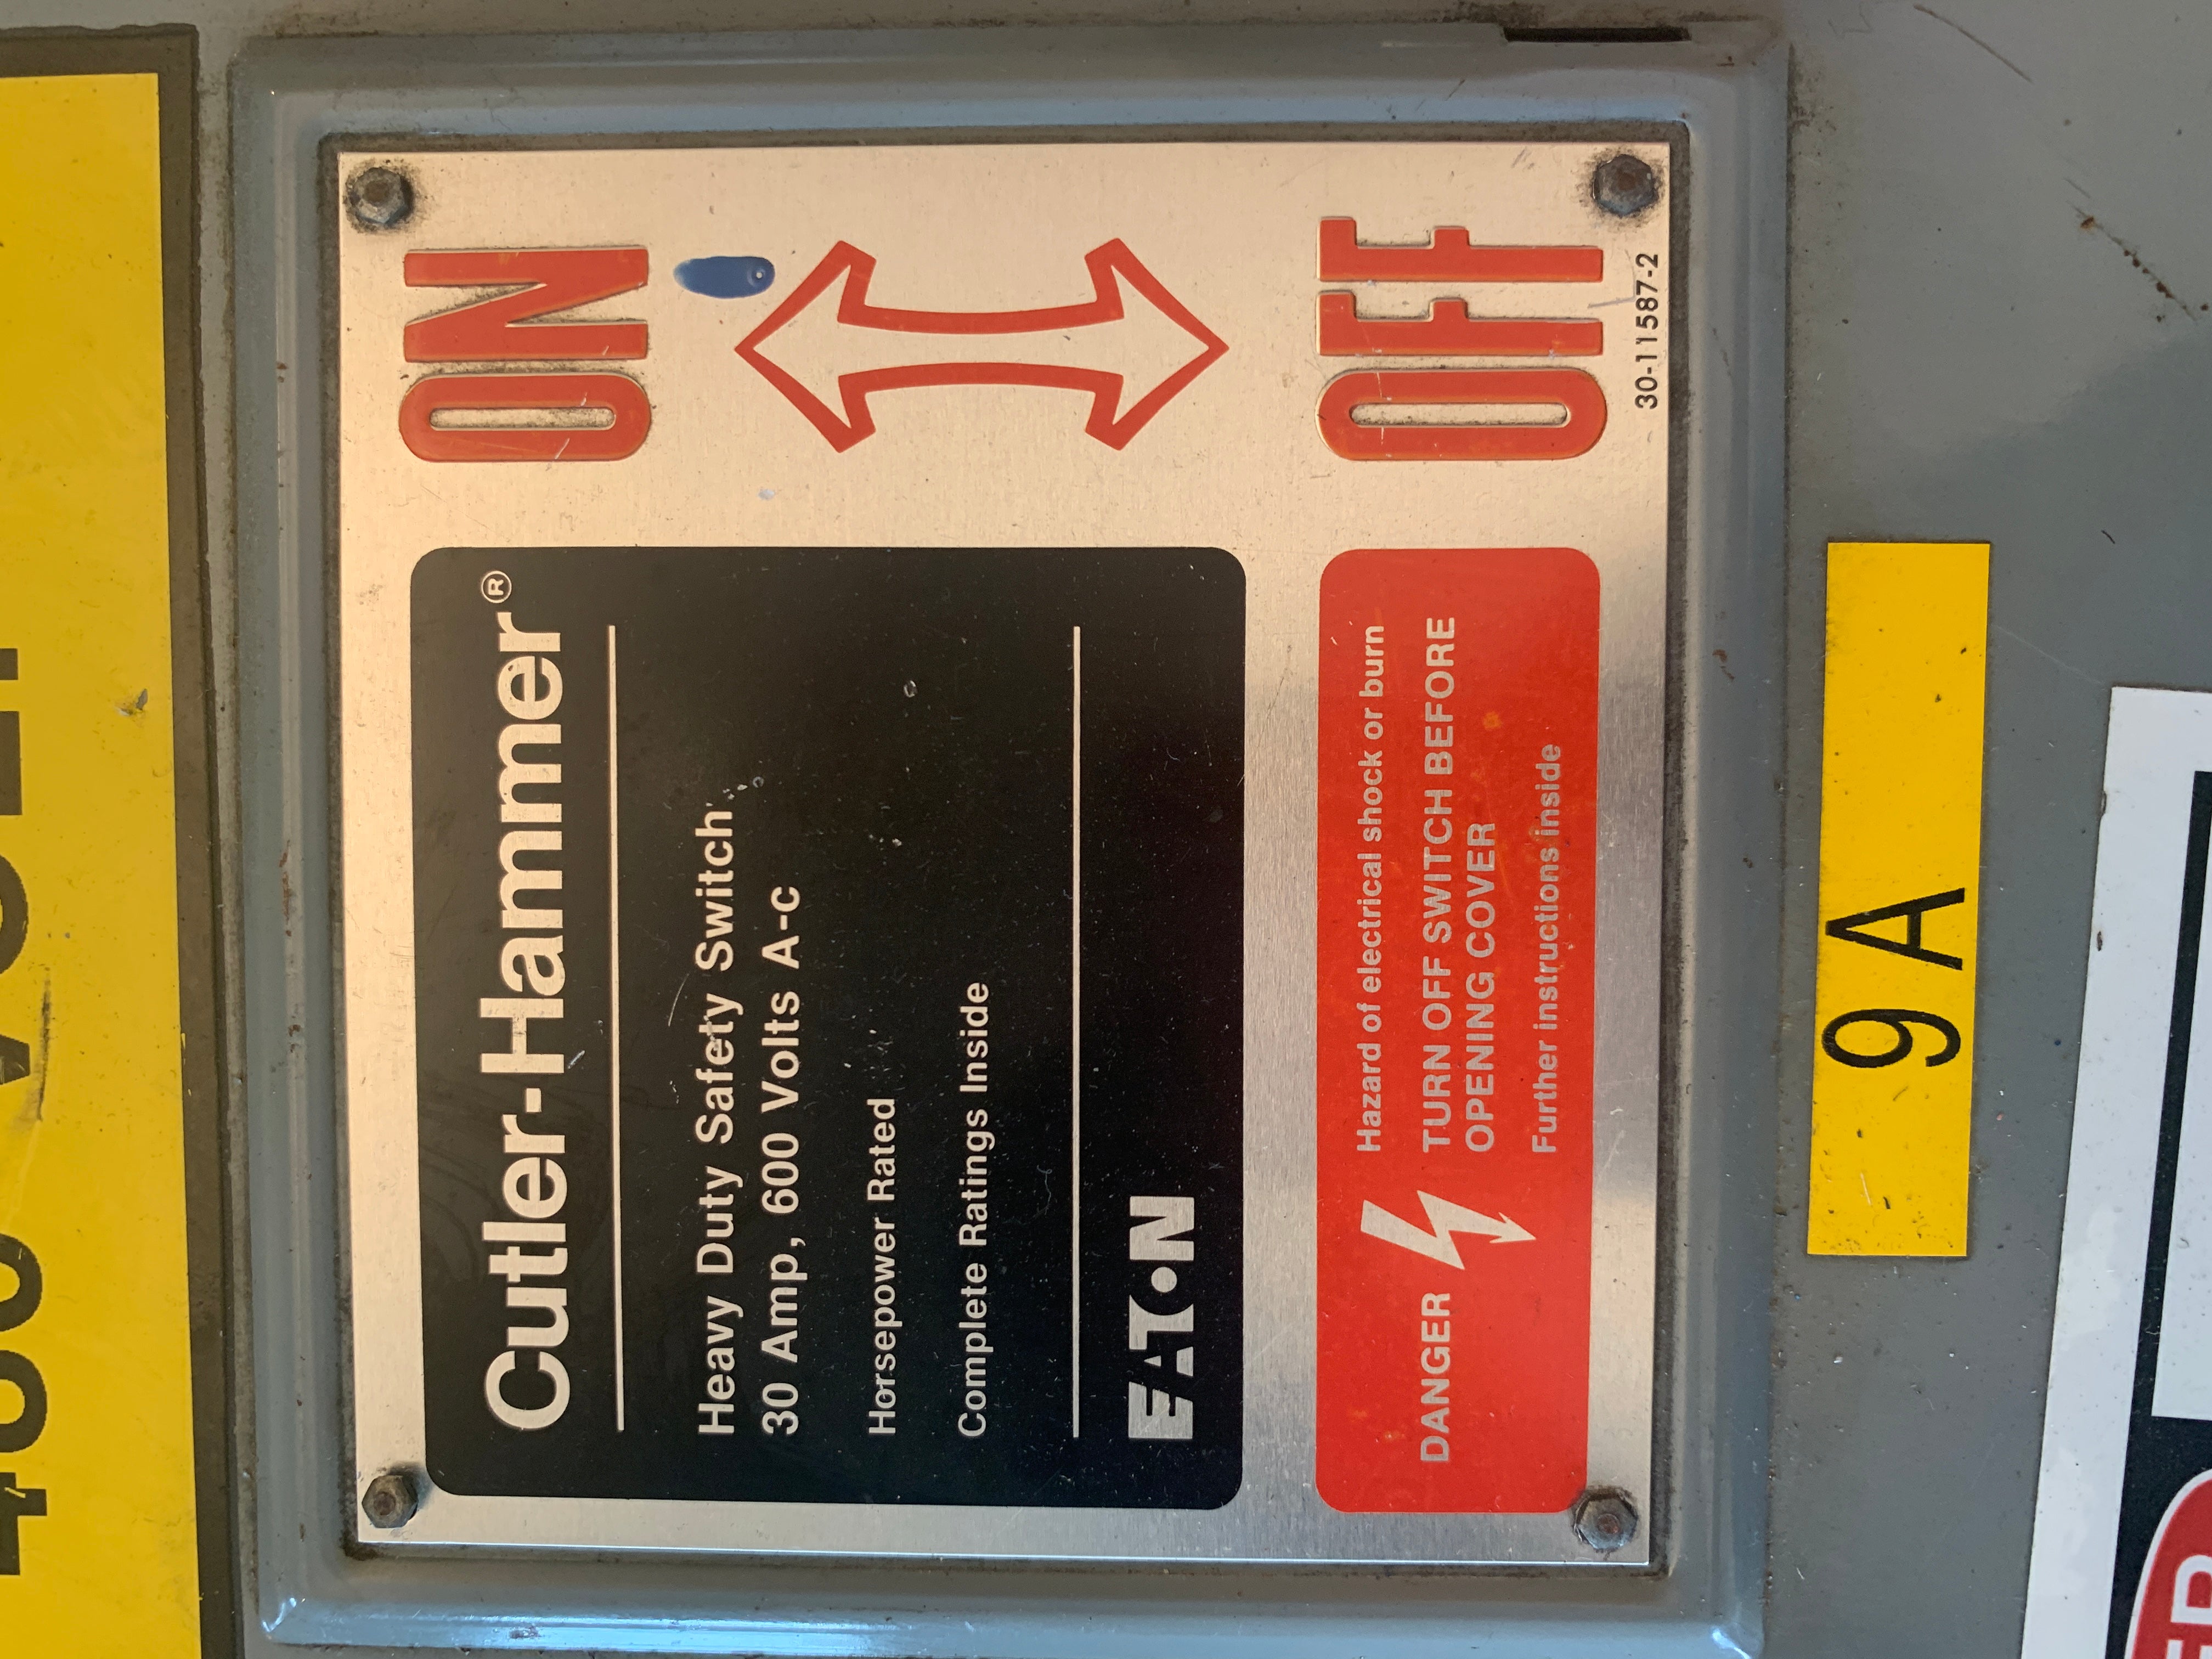 Cutler-Hammer®
Heavy Duty Safety Switch
30 Amp, 600 Volts A-c
Horsepower Rated
Complete Ratings Inside
EATON
ON
OFF
DANGER
Hazard of electrical shock or burn
TURN OFF SWITCH BEFORE
OPENING COVER
Further instructions inside
30-11587-2
9A